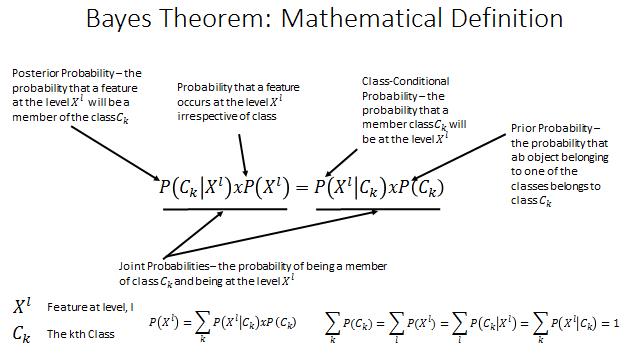 Bayes Theorem: Mathematical Definition
Posterior Probability – the
probability that a feature
at the level X^l will be a
member of the class C_k
Probability that a feature
occurs at the level X^l
irrespective of class
Class-Conditional
Probability – the
probability that a
member class C_k will
be at the level X^l
Prior Probability –
the probability that
ab object belonging
to one of the
classes belongs to
class C_k
P(C_k|X^l)xP(X^l) = P(X^l|C_k)xP(C_k)
Joint Probabilities – the probability of being a member
of class C_k and being at the level X^l
X^l Feature at level, l
C_k The kth Class
P(X^l) = ∑_k P(X^l|C_k)xP(C_k)
∑_k P(C_k) = ∑_l P(X^l) = ∑_l P(C_k|X^l) = ∑_k P(X^l|C_k) = 1